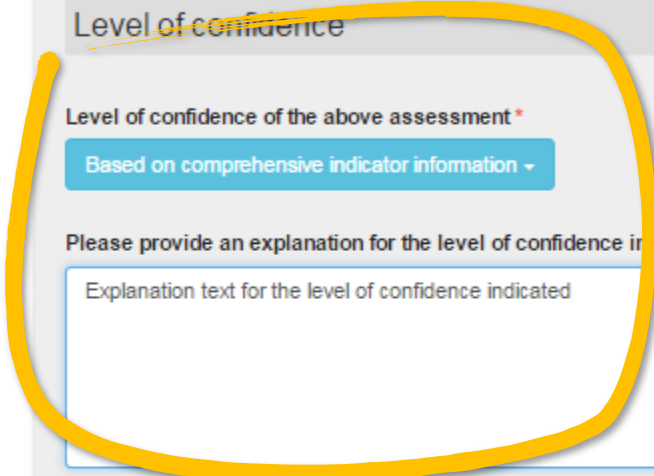 Level of confidence
Level of confidence of the above assessment *
Based on comprehensive indicator information
Please provide an explanation for the level of confidence
Explanation text for the level of confidence indicated